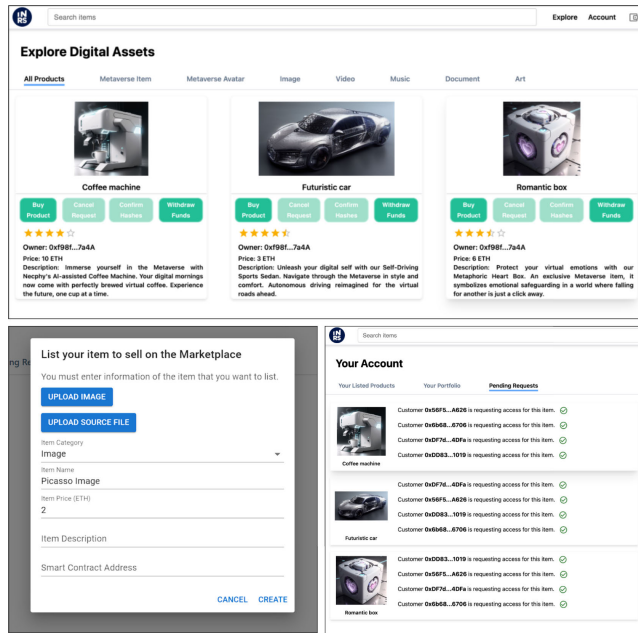 IN
RS
Search items
Explore Account
Explore Digital Assets
All Products Metaverse Item Metaverse Avatar Image Video Music Document Art
Coffee machine
Buy Product Cancel Request Confirm Hashes Withdraw Funds
Owner: 0xf98f...7a4A
Price: 10 ETH
Description: Immerse yourself in the Metaverse with
Necphy's AI-assisted Coffee Machine. Your digital mornings
now come with perfectly brewed virtual coffee. Experience
the future, one cup at a time.
Futuristic car
Buy Product Cancel Request Confirm Hashes Withdraw Funds
Owner: 0xf98f...7a4A
Price: 3 ETH
Description: Unleash your digital self with our Self-Driving
Sports Sedan. Navigate through the Metaverse in style and
comfort. Autonomous driving reimagined for the virtual
roads ahead.
Romantic box
Buy Product Cancel Request Confirm Hashes Withdraw Funds
Owner: 0xf98f...7a4A
Price: 6 ETH
Description: Protect your virtual emotions with our
Metaphoric Heart Box. An exclusive Metaverse item, it
symbolizes emotional safeguarding in a world where falling
for another is just a click away.
ng Re
List your item to sell on the Marketplace
You must enter information of the item that you want to list.
UPLOAD IMAGE
UPLOAD SOURCE FILE
Item Category
Image
Item Name
Picasso Image
Item Price (ETH)
2
Item Description
Smart Contract Address
CANCEL CREATE
IN
RS
Search items
Your Account
Your Listed Products Your Portfolio Pending Requests
Customer 0x56F5...A626 is requesting access for this item.
Customer 0x6b68...6706 is requesting access for this item.
Customer 0xDF7d...4DFa is requesting access for this item.
Customer 0xDD83...1019 is requesting access for this item.
Coffee machine
Customer 0xDF7d...4DFa is requesting access for this item.
Customer 0x56F5...A626 is requesting access for this item.
Customer 0xDD83...1019 is requesting access for this item.
Customer 0x6b68...6706 is requesting access for this item.
Futuristic car
Customer 0xDD83...1019 is requesting access for this item.
Customer 0x56F5...A626 is requesting access for this item.
Customer 0xDF7d...4DFa is requesting access for this item.
Customer 0x6b68...6706 is requesting access for this item.
Romantic box